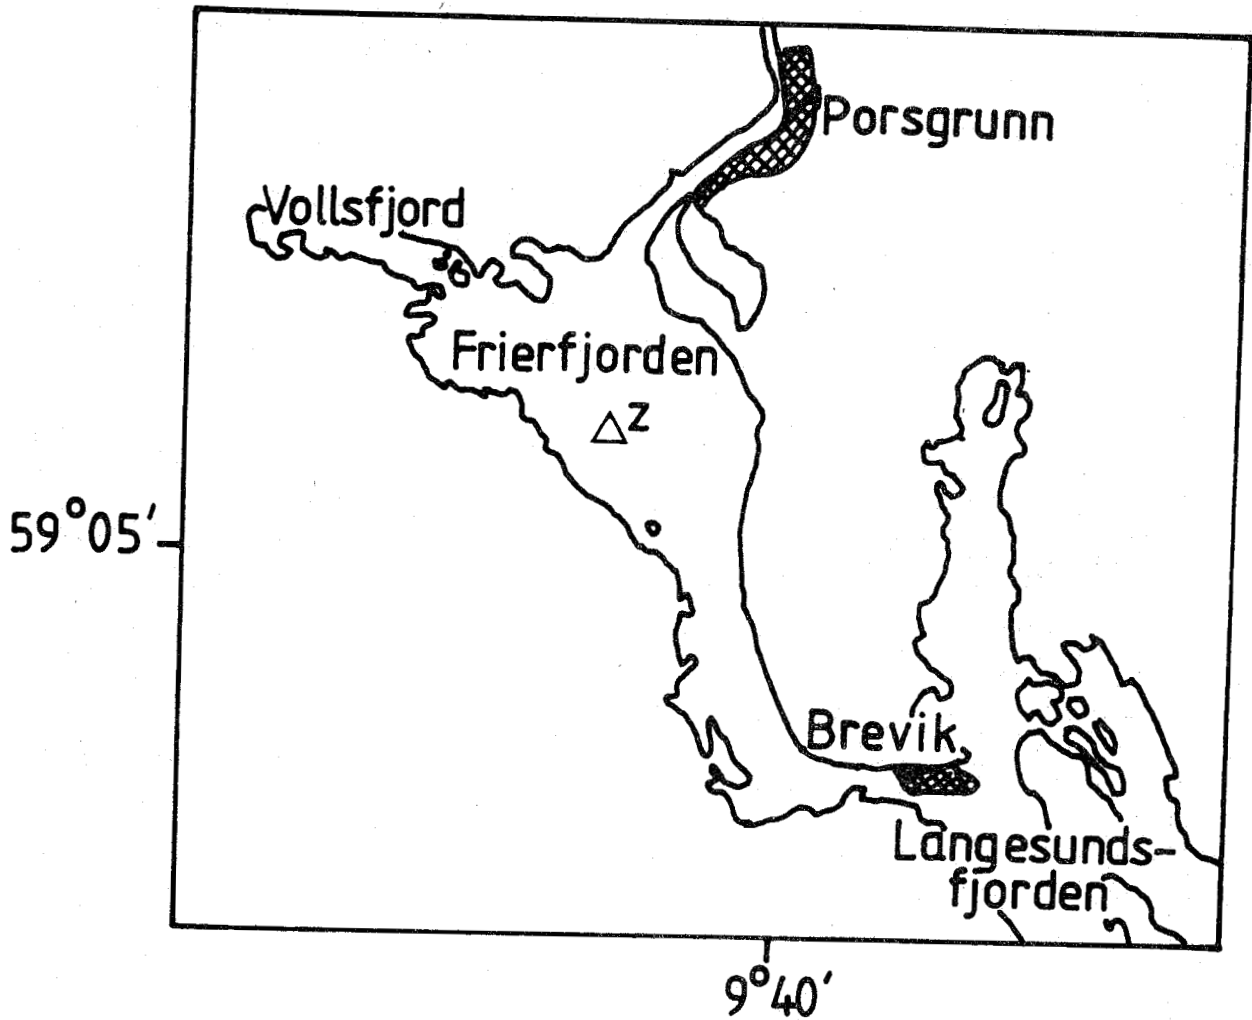 Porsgrunn
Vollsfjord
Frierfjorden
z
59°05'
Brevik
Langesunds-
fjorden
9°40'